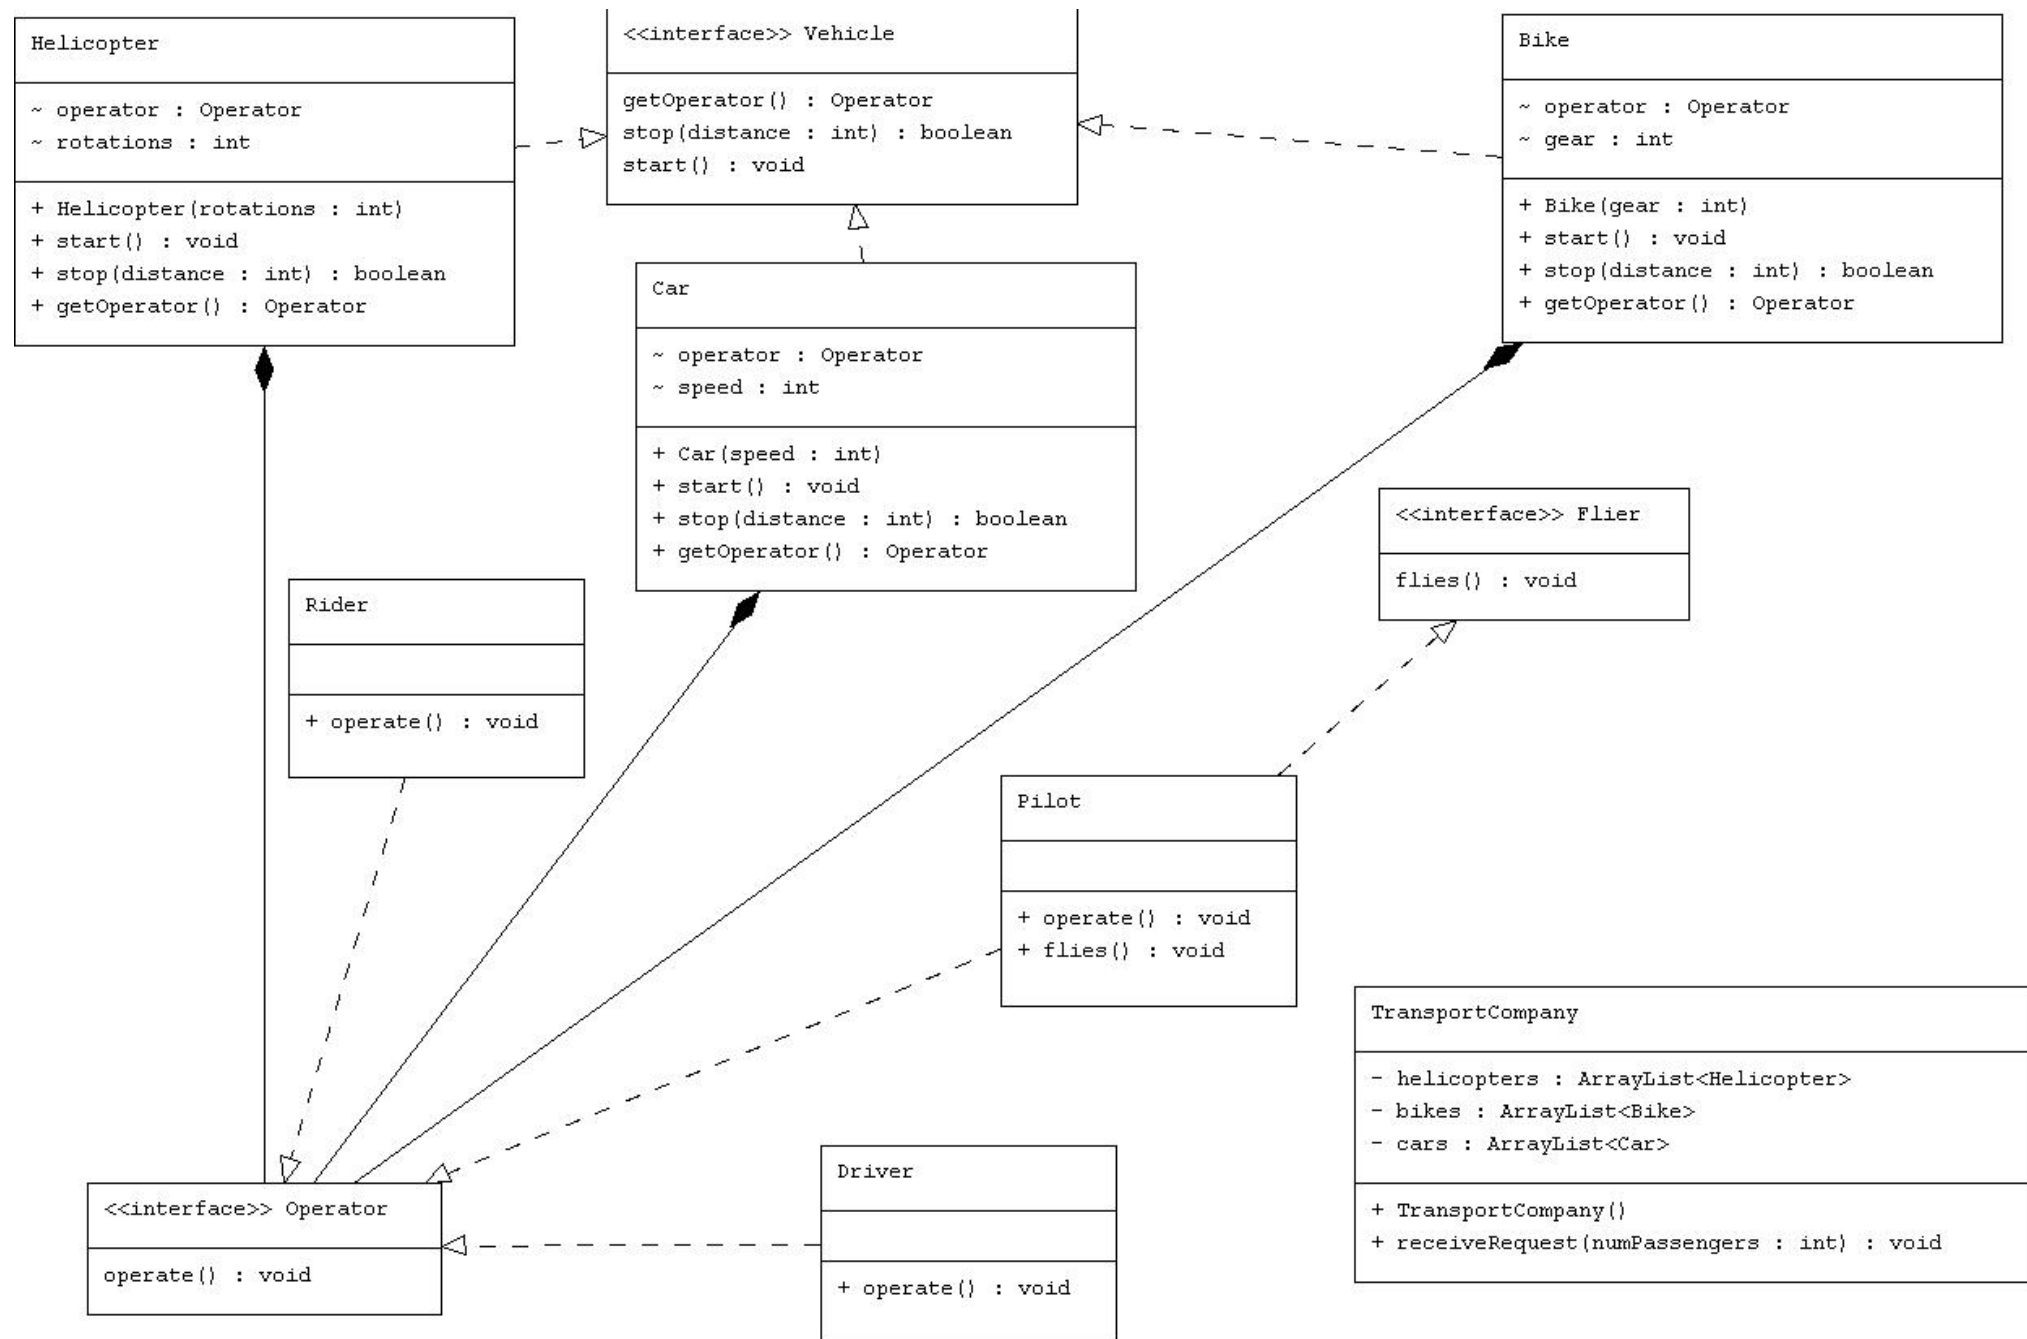 Helicopter
~ operator : Operator
~ rotations : int
+ Helicopter(rotations : int)
+ start() : void
+ stop(distance : int) : boolean
+ getOperator() : Operator
<<interface>> Vehicle
getOperator() : Operator
stop(distance : int) : boolean
start() : void
Bike
~ operator : Operator
~ gear : int
+ Bike(gear : int)
+ start() : void
+ stop(distance : int) : boolean
+ getOperator() : Operator
Car
~ operator : Operator
~ speed : int
+ Car(speed : int)
+ start() : void
+ stop(distance : int) : boolean
+ getOperator() : Operator
<<interface>> Flier
flies() : void
Rider
+ operate() : void
Pilot
+ operate() : void
+ flies() : void
TransportCompany
- helicopters : ArrayList<Helicopter>
- bikes : ArrayList<Bike>
- cars : ArrayList<Car>
+ TransportCompany()
+ receiveRequest(numPassengers : int) : void
<<interface>> Operator
operate() : void
Driver
+ operate() : void